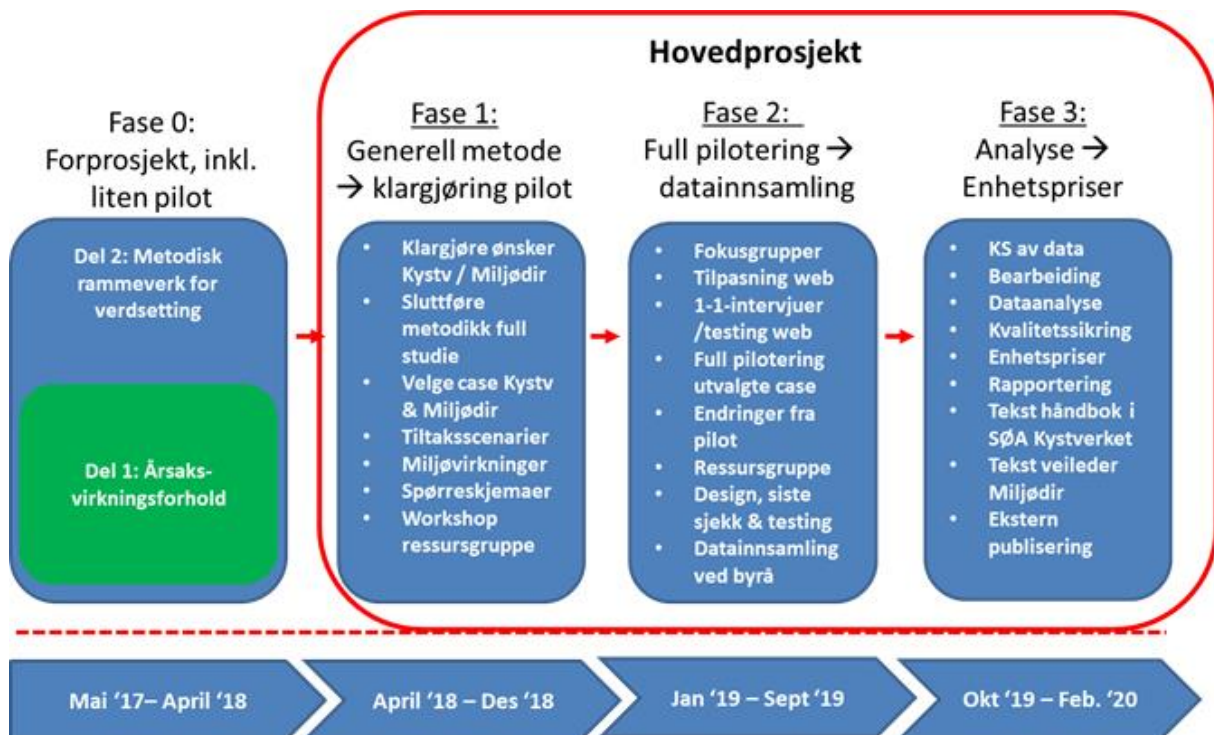 Hovedprosjekt
Fase 0:
Forprosjekt, inkl.
liten pilot
Del 2: Metodisk
rammeverk for
verdsetting
Del 1: Årsaks-
virkningsforhold
Fase 1:
Generell metode
→ klargjøring pilot
• Klargjøre ønsker
Kystv / Miljødir
• Sluttføre
metodikk full
studie
• Velge case Kystv
& Miljødir
• Tiltaksscenarier
• Miljøvirkninger
• Spørreskjemaer
• Workshop
ressursgruppe
Fase 2:
Full pilotering →
datainnsamling
• Fokusgrupper
• Tilpasning web
• 1-1-intervjuer
/testing web
• Full pilotering
utvalgte case
• Endringer fra
pilot
• Ressursgruppe
• Design, siste
sjekk & testing
• Datainnsamling
ved byrå
Fase 3:
Analyse →
Enhetspriser
• KS av data
• Bearbeiding
• Dataanalyse
• Kvalitetssikring
• Enhetspriser
• Rapportering
• Tekst håndbok i
SØA Kystverket
• Tekst veileder
Miljødir
• Ekstern
publisering
Mai ‘17– April ‘18
April ‘18 – Des ‘18
Jan ‘19 – Sept ‘19
Okt ‘19 – Feb. ‘20